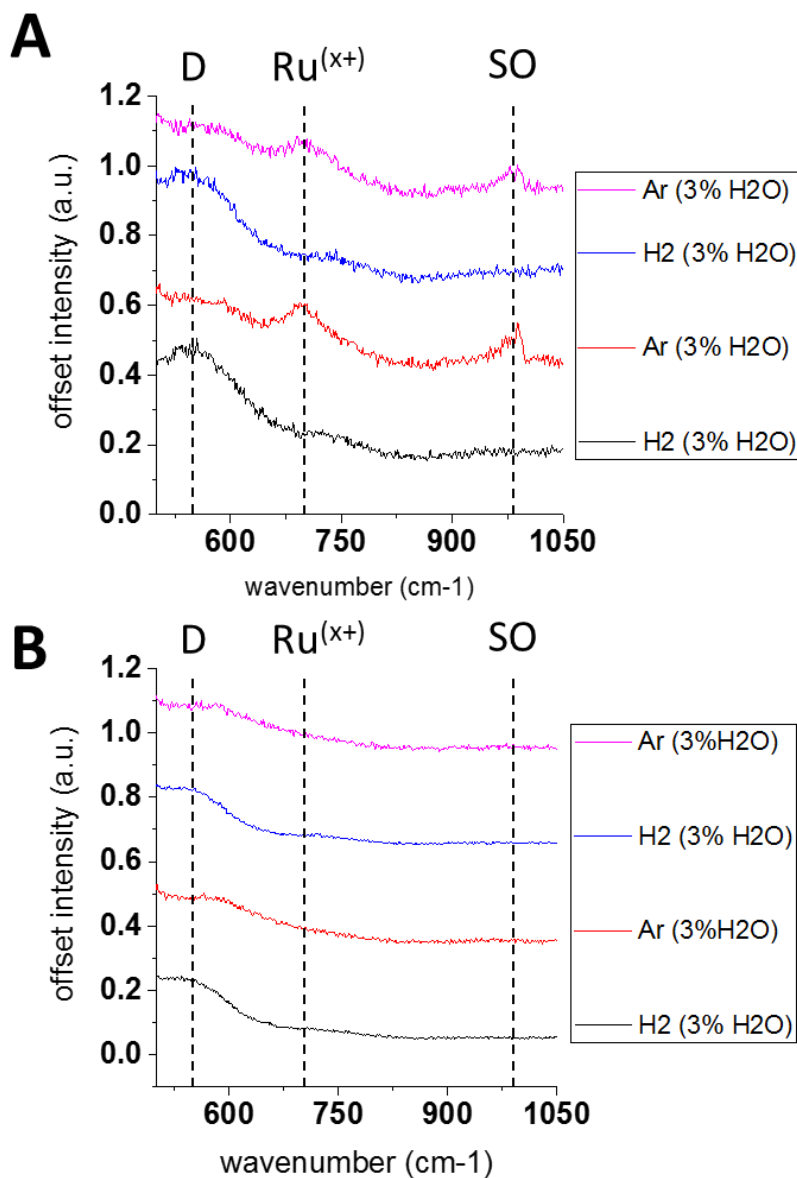 A
D Ru(x+) SO
1.2
1.0
0.8
0.6
0.4
0.2
0.0
offset intensity (a.u.)
600 750 900 1050
wavenumber (cm-1)
Ar (3% H2O)
H2 (3% H2O)
Ar (3% H2O)
H2 (3% H2O)
B
D Ru(x+) SO
1.2
1.0
0.8
0.6
0.4
0.2
0.0
offset intensity (a.u.)
600 750 900 1050
wavenumber (cm-1)
Ar (3%H2O)
H2 (3% H2O)
Ar (3%H2O)
H2 (3% H2O)